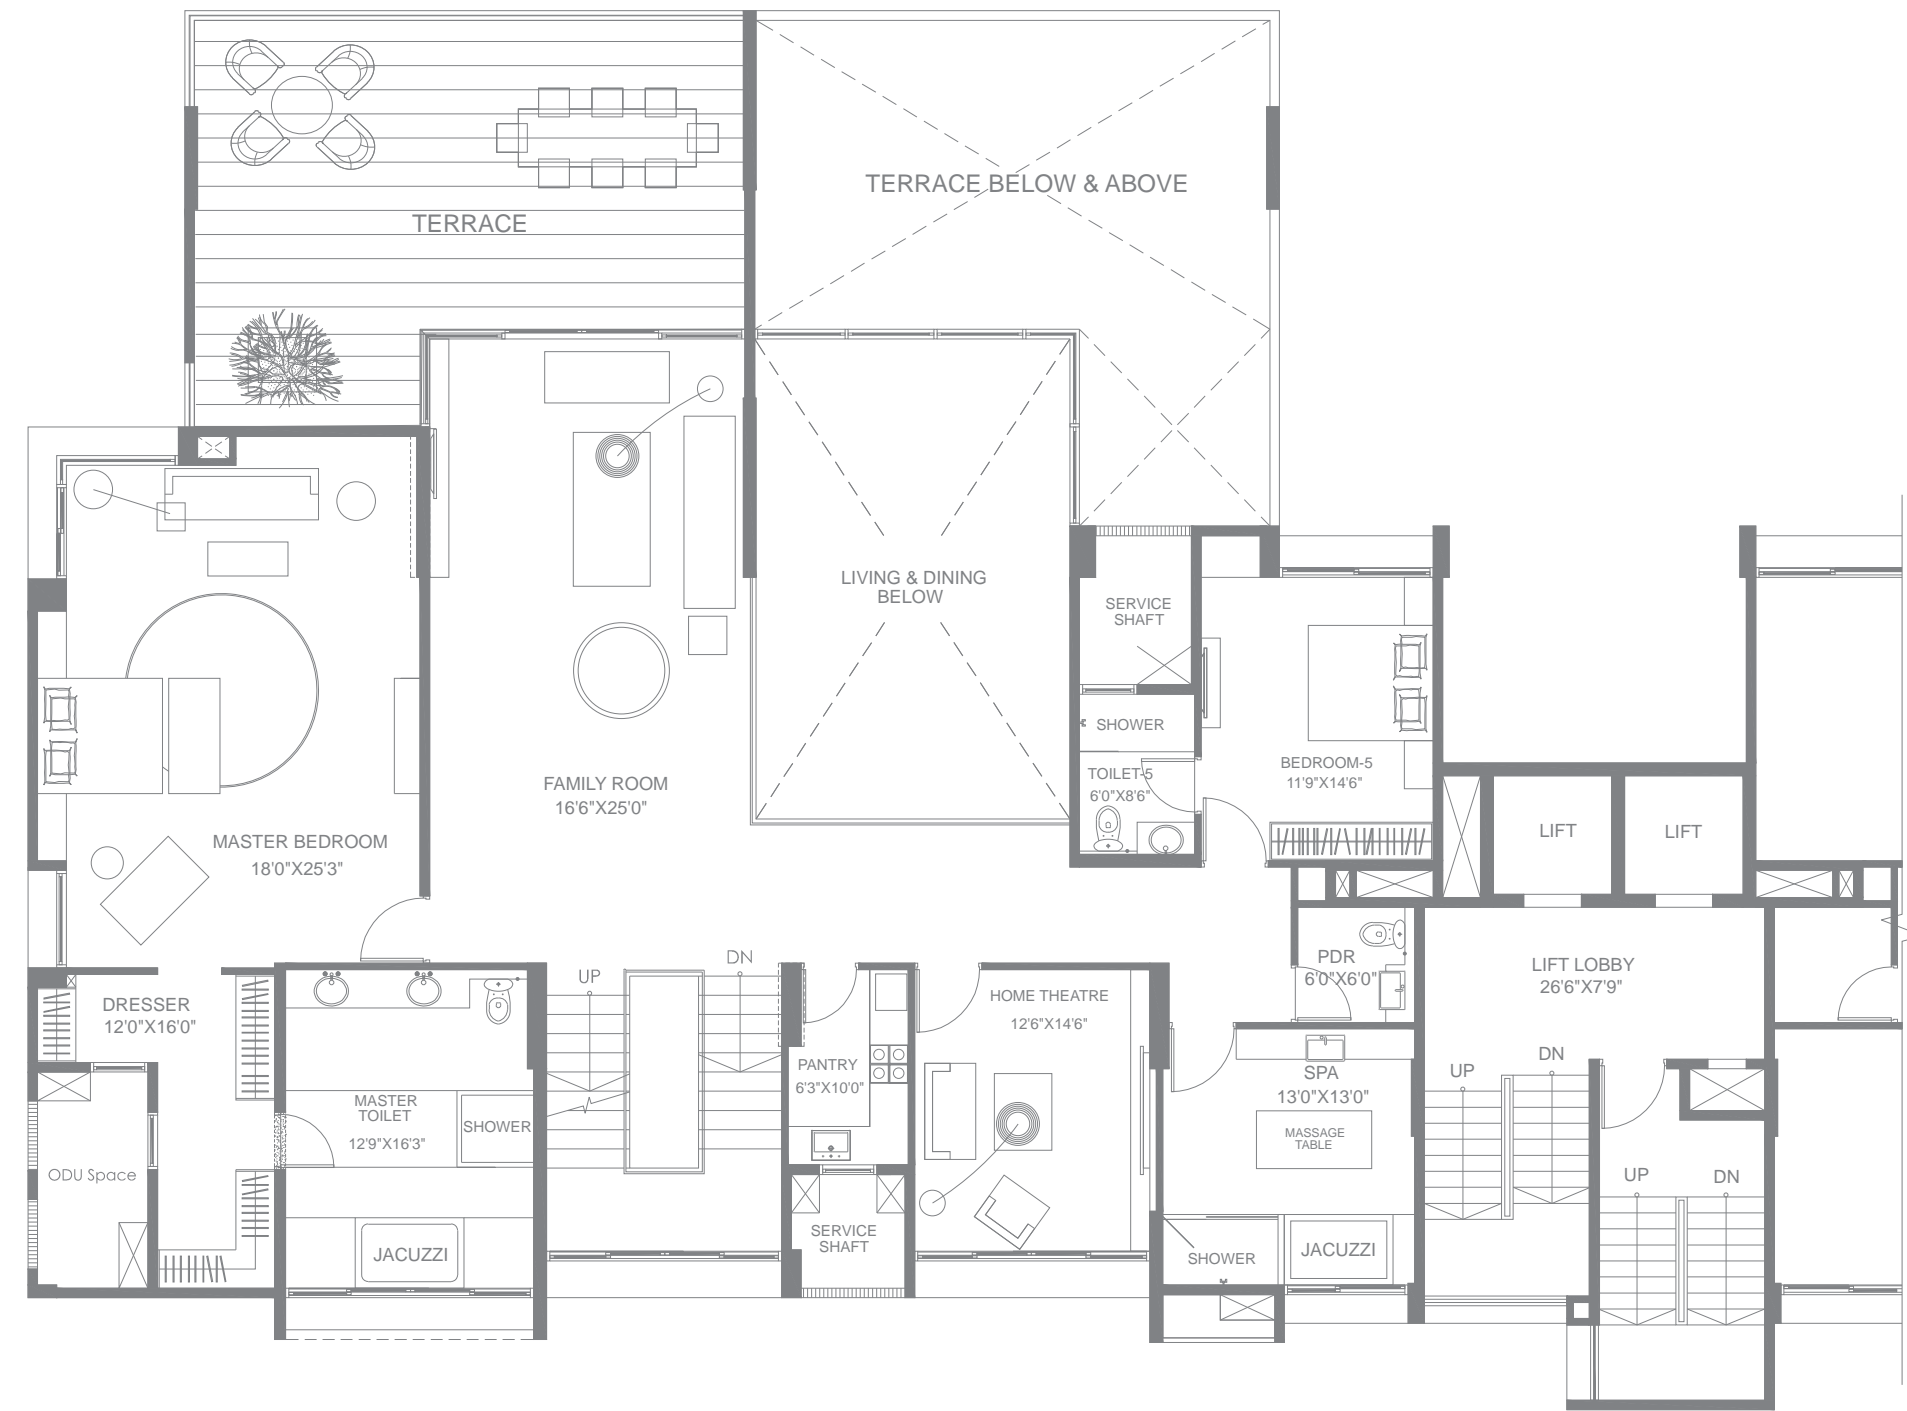 TERRACE
TERRACE BELOW & ABOVE
LIVING & DINING
BELOW
SERVICE
SHAFT
SHOWER
TOILET-5
6'0"X8'6"
BEDROOM-5
11'9"X14'6"
FAMILY ROOM
16'6"X25'0"
MASTER BEDROOM
18'0"X25'3"
LIFT
LIFT
LIFT LOBBY
26'6"X7'9"
PDR
6'0"X6'0"
DRESSER
12'0"X16'0"
UP
DN
HOME THEATRE
12'6"X14'6"
PANTRY
6'3"X10'0"
SPA
13'0"X13'0"
MASSAGE
TABLE
UP
DN
MASTER
TOILET
12'9"X16'3"
SHOWER
ODU Space
UP
DN
SERVICE
SHAFT
JACUZZI
SHOWER
JACUZZI